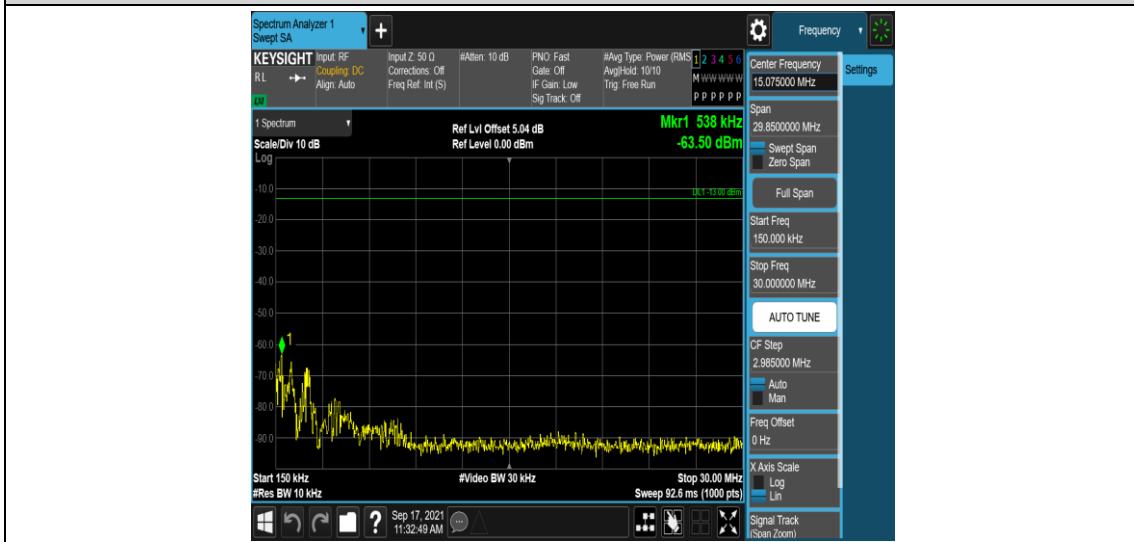 Spectrum Analyzer 1
Swept SA
+
Frequency
KEYSIGHT
RL
LXI
Input: RF
Coupling: DC
Align: Auto
Input Z: 50 Ω
Corrections: Off
Freq Ref: Int (S)
#Atten: 10 dB
PNO: Fast
Gate: Off
IF Gain: Low
Sig Track: Off
#Avg Type: Power (RMS
Avg|Hold: 10/10
Trig: Free Run
1 2 3 4 5 6
M W W W W W
P P P P P P
1 Spectrum
Scale/Div 10 dB
Log
Ref Lvl Offset 5.04 dB
Ref Level 0.00 dBm
Mkr1 538 kHz
-63.50 dBm
DL1 -13.00 dBm
-10.0
-20.0
-30.0
-40.0
-50.0
-60.0
-70.0
-80.0
-90.0
1
Start 150 kHz
#Res BW 10 kHz
#Video BW 30 kHz
Stop 30.00 MHz
Sweep 92.6 ms (1000 pts)
?
Sep 17, 2021
11:32:49 AM
Center Frequency
15.075000 MHz
Settings
Span
29.8500000 MHz
Swept Span
Zero Span
Full Span
Start Freq
150.000 kHz
Stop Freq
30.000000 MHz
AUTO TUNE
CF Step
2.985000 MHz
Auto
Man
Freq Offset
0 Hz
X Axis Scale
Log
Lin
Signal Track
(Span Zoom)